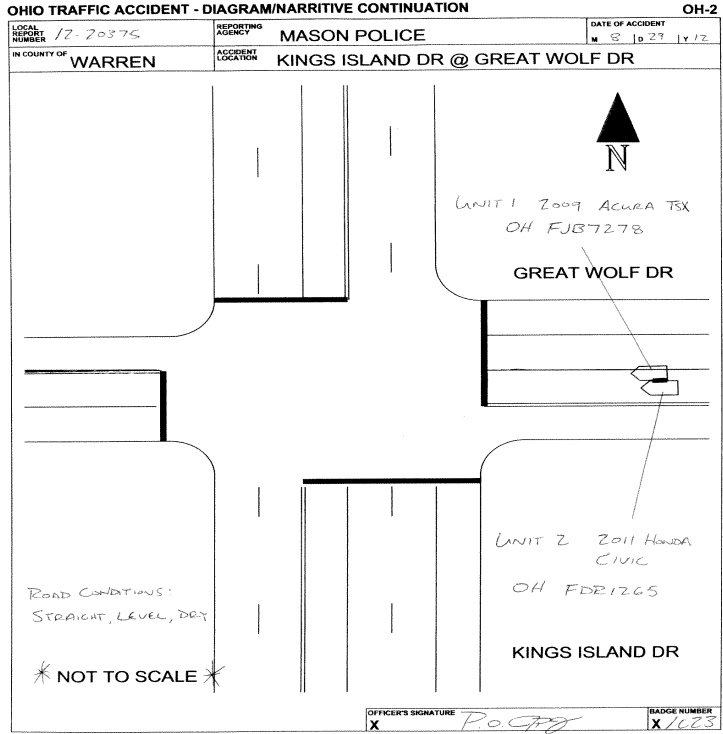 OHIO TRAFFIC ACCIDENT - DIAGRAM/NARRITIVE CONTINUATION OH-2
LOCAL REPORT NUMBER 12-20375
REPORTING AGENCY MASON POLICE
DATE OF ACCIDENT
M 8 D 29 Y 12
IN COUNTY OF WARREN
ACCIDENT LOCATION KINGS ISLAND DR @ GREAT WOLF DR
N
UNIT 1 2009 ACURA TSX
OH FJB7278
GREAT WOLF DR
UNIT 2 2011 HONDA
CIVIC
OH FDR1265
ROAD CONDITIONS:
STRAIGHT, LEVEL, DRY
KINGS ISLAND DR
* NOT TO SCALE *
OFFICER'S SIGNATURE
X P.O.
BADGE NUMBER
X 1C23